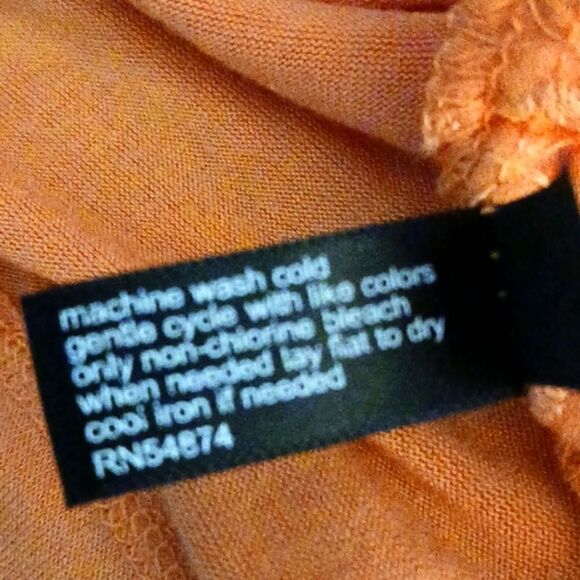 machine wash cold
gentle cycle with like colors
only non-chlorine bleach
when needed lay flat to dry
cool iron if needed
RN54874